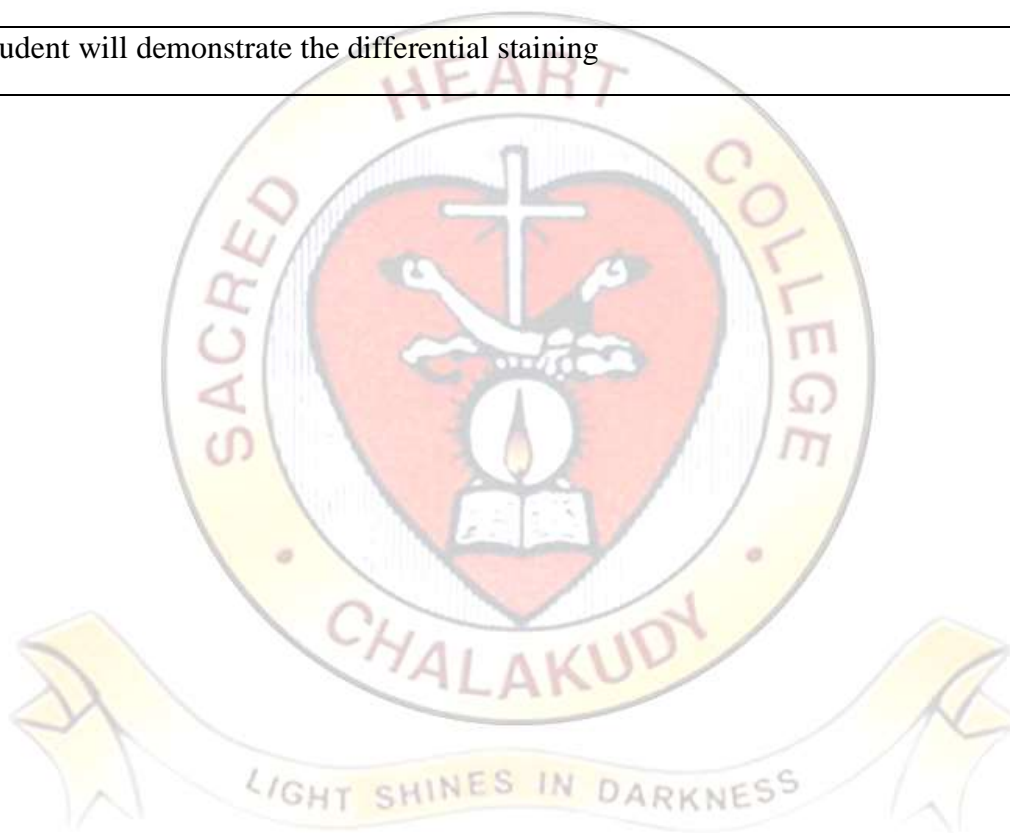 udent will demonstrate the differential staining
SACRED HEART COLLEGE
CHALAKUDY
LIGHT SHINES IN DARKNESS